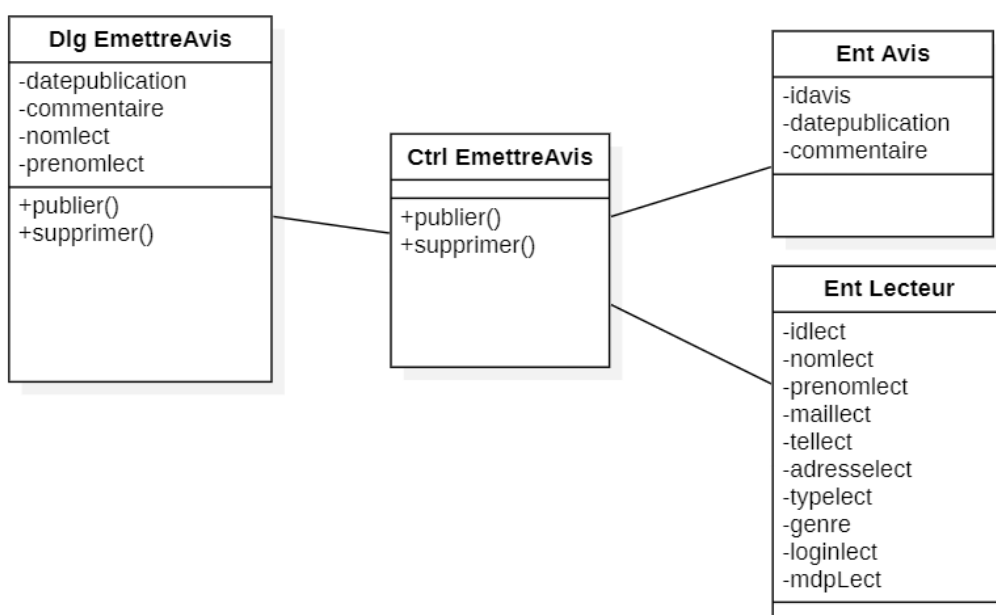 Dlg EmettreAvis
-datepublication
-commentaire
-nomlect
-prenomlect
+publier()
+supprimer()
Ctrl EmettreAvis
+publier()
+supprimer()
Ent Avis
-idavis
-datepublication
-commentaire
Ent Lecteur
-idlect
-nomlect
-prenomlect
-maillect
-tellect
-adresselect
-typelect
-genre
-loginlect
-mdpLect